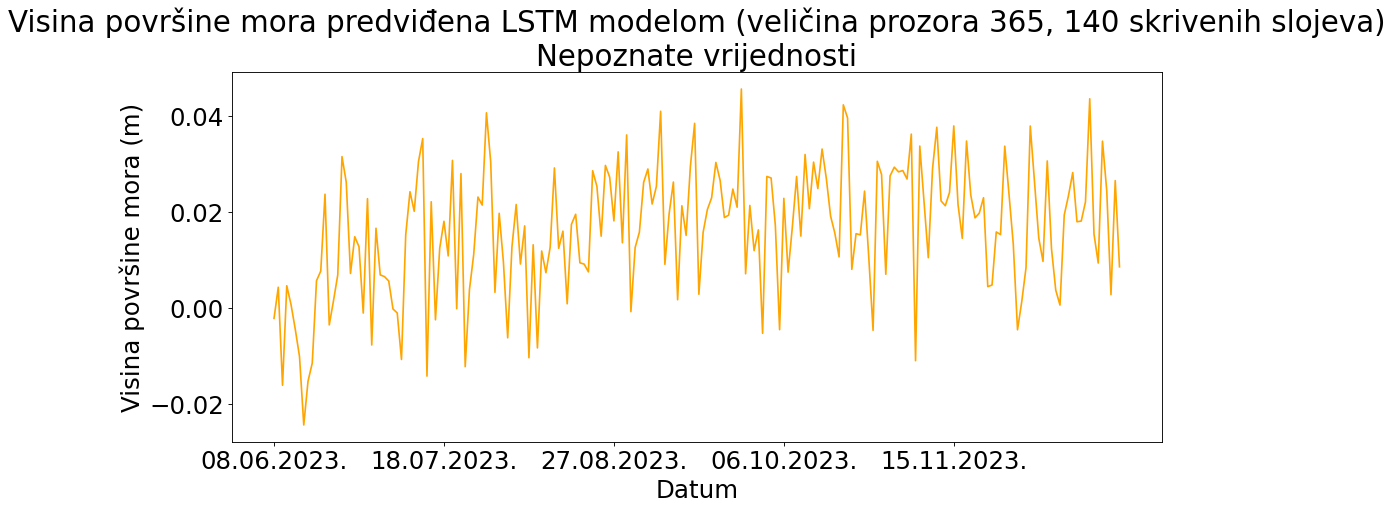 Visina površine mora predviđena LSTM modelom (veličina prozora 365, 140 skrivenih slojeva)
Nepoznate vrijednosti
Visina površine mora (m)
0.04
0.02
0.00
−0.02
08.06.2023. 18.07.2023. 27.08.2023. 06.10.2023. 15.11.2023.
Datum